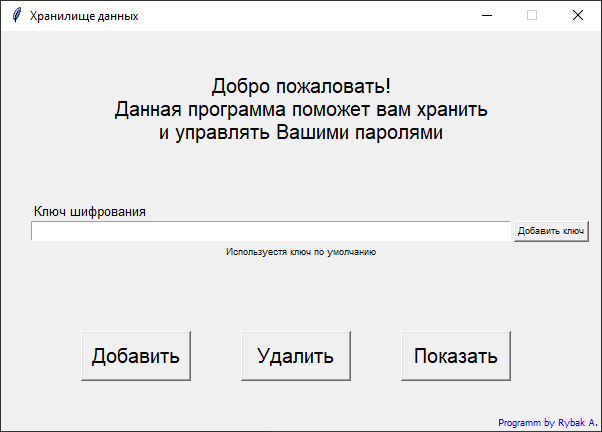 Хранилище данных
Добро пожаловать!
Данная программа поможет вам хранить
и управлять Вашими паролями
Ключ шифрования
Добавить ключ
Используестя ключ по умолчанию
Добавить
Удалить
Показать
Programm by Rybak A.